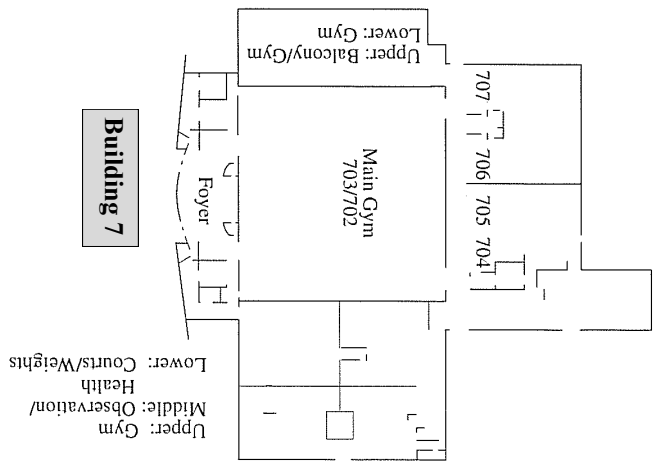 Building 7
Foyer
Main Gym
703/702
707
706
705
704
Upper: Balcony/Gym
Lower: Gym
Upper: Gym
Middle: Observation/
Health
Lower: Courts/Weights